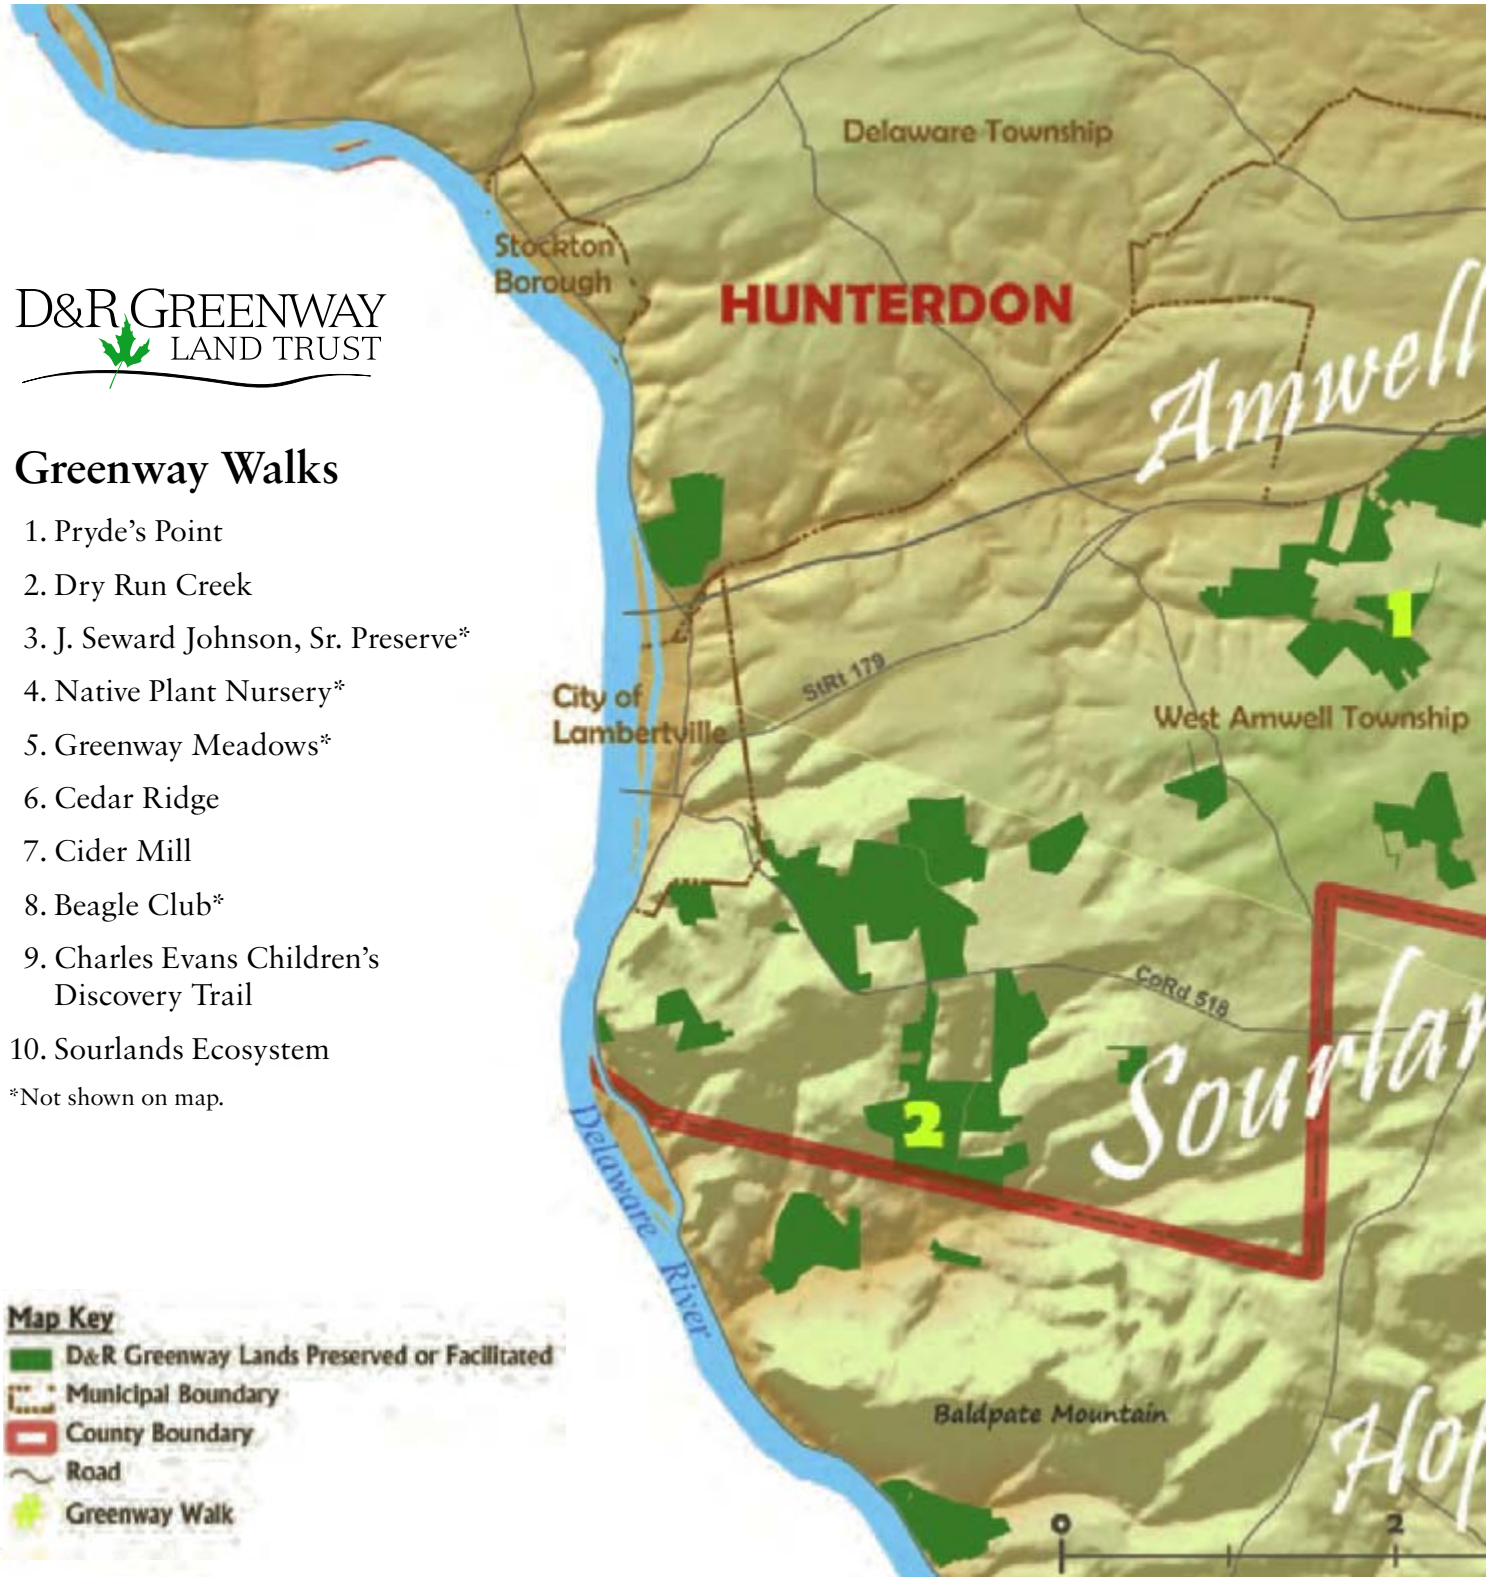 D&R GREENWAY
LAND TRUST
Greenway Walks
1. Pryde's Point
2. Dry Run Creek
3. J. Seward Johnson, Sr. Preserve*
4. Native Plant Nursery*
5. Greenway Meadows*
6. Cedar Ridge
7. Cider Mill
8. Beagle Club*
9. Charles Evans Children's
Discovery Trail
10. Sourlands Ecosystem
*Not shown on map.
Map Key
D&R Greenway Lands Preserved or Facilitated
Municipal Boundary
County Boundary
Road
# Greenway Walk
Delaware Township
Stockton
Borough
HUNTERDON
Amwell
1
StRt 179
City of
Lambertville
West Amwell Township
CoRd 518
Sourlan
2
Delaware River
Baldpate Mountain
Hop
0 2